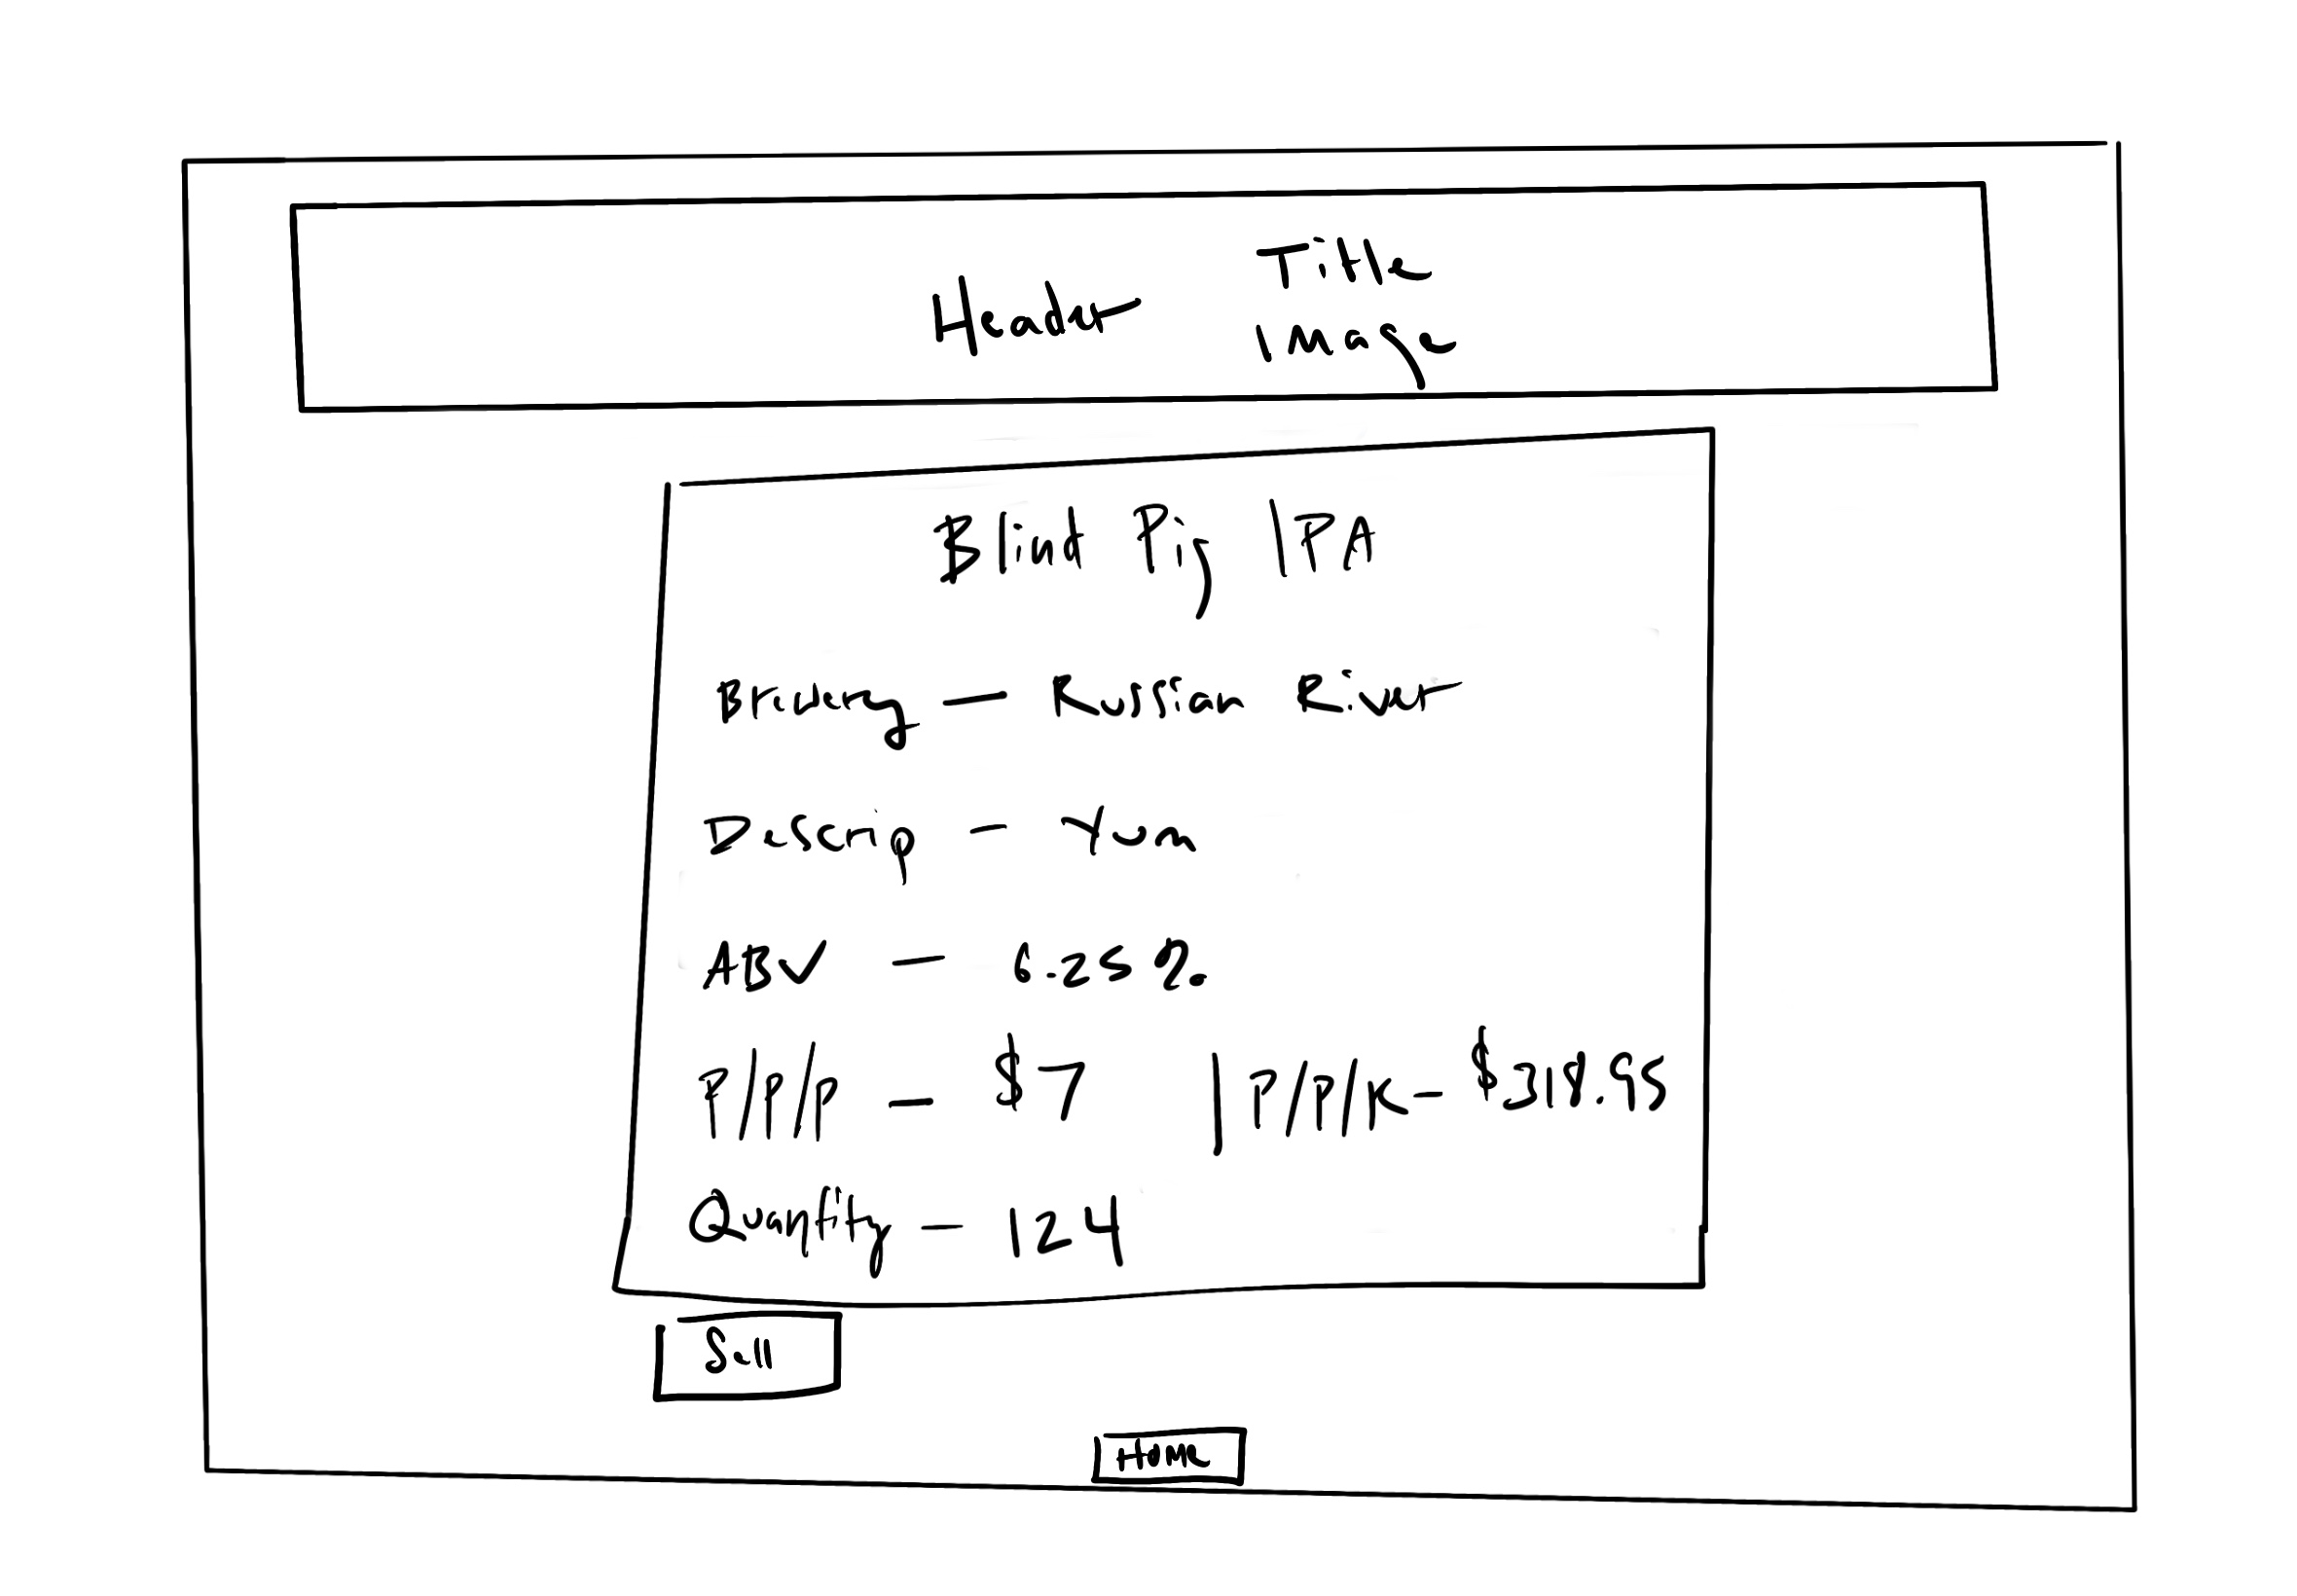 Header Title
Image
Blind Pig IPA
Brewery — Russian River
Descrip — Yum
ABV — 6.25%
P/P/P — $7 | P/P/K - $318.95
Quantity — 124
Sell
Home